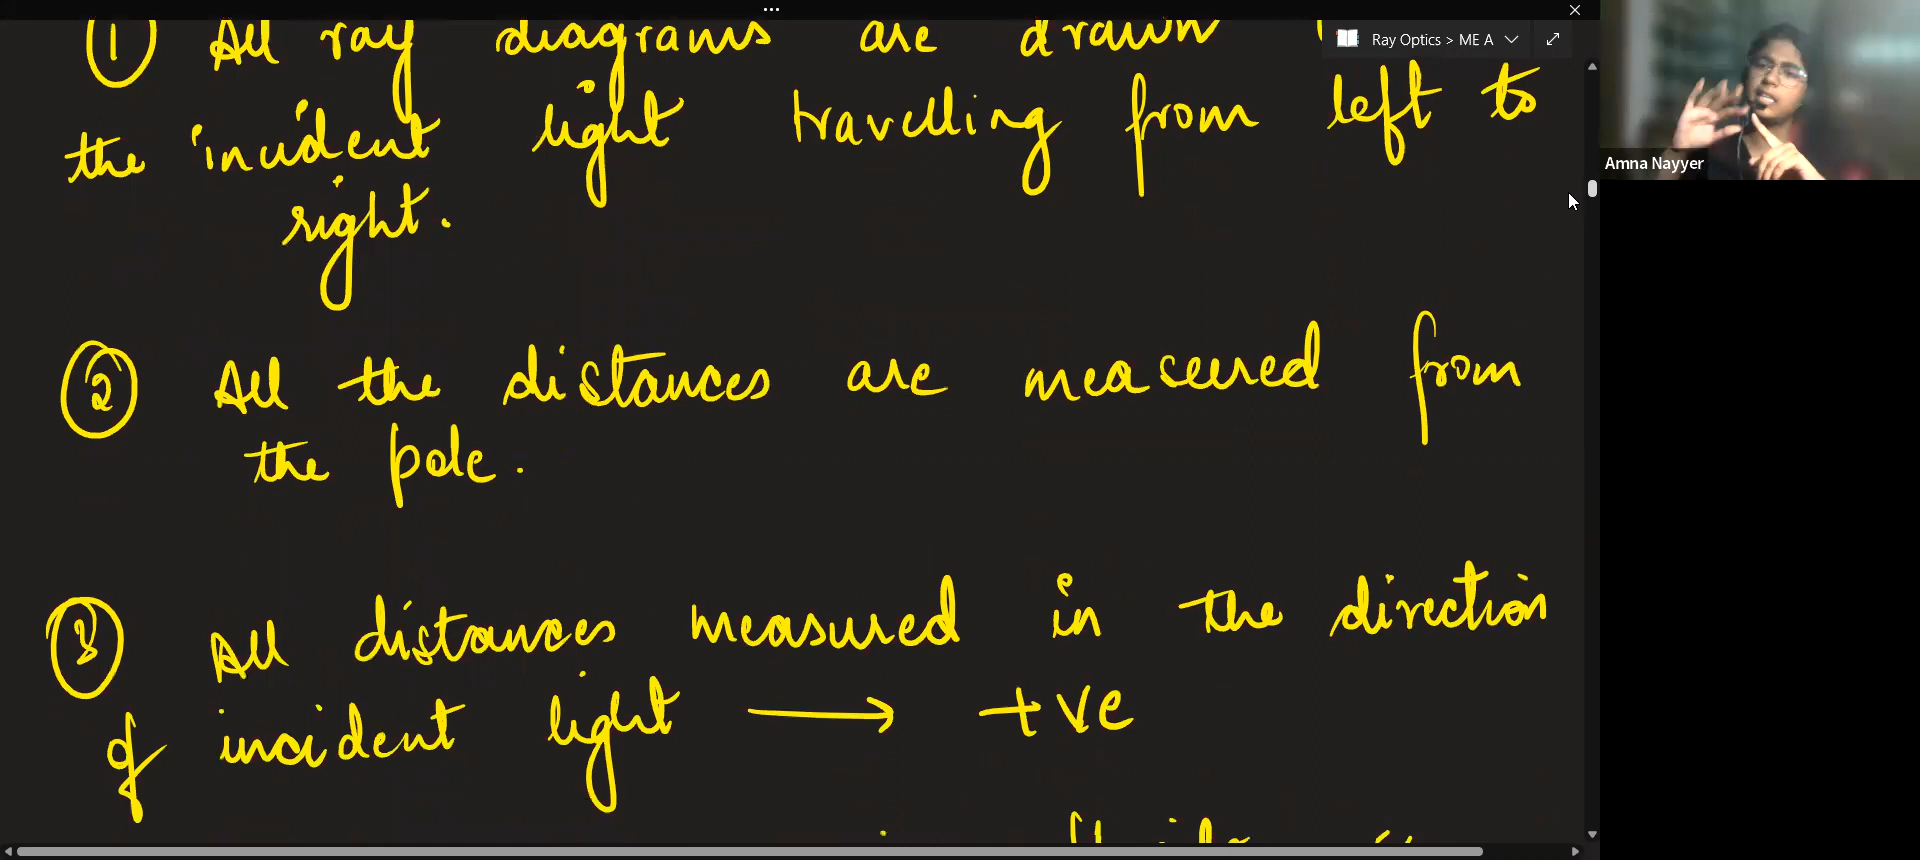 ① All ray diagrams are drawn
Ray Optics > ME A
the incident light travelling from left to
right.
Amna Nayyer
② All the distances are measured from
the pole.
③ All distances measured in the direction
of incident light → +ve